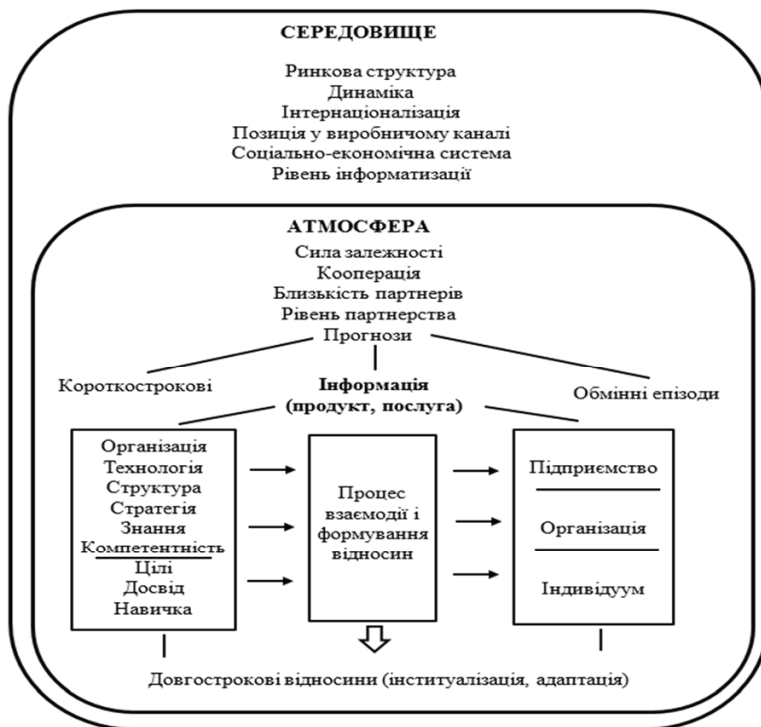 СЕРЕДОВИЩЕ
Ринкова структура
Динаміка
Інтернаціоналізація
Позиція у виробничому каналі
Соціально-економічна система
Рівень інформатизації
АТМОСФЕРА
Сила залежності
Кооперація
Близькість партнерів
Рівень партнерства
Прогнози
Короткострокові
Інформація
(продукт, послуга)
Обмінні епізоди
Організація
Технологія
Структура
Стратегія
Знання
Компетентність
Цілі
Досвід
Навичка
Процес
взаємодії і
формування
відносин
Підприємство
Організація
Індивідуум
Довгострокові відносини (інституалізація, адаптація)